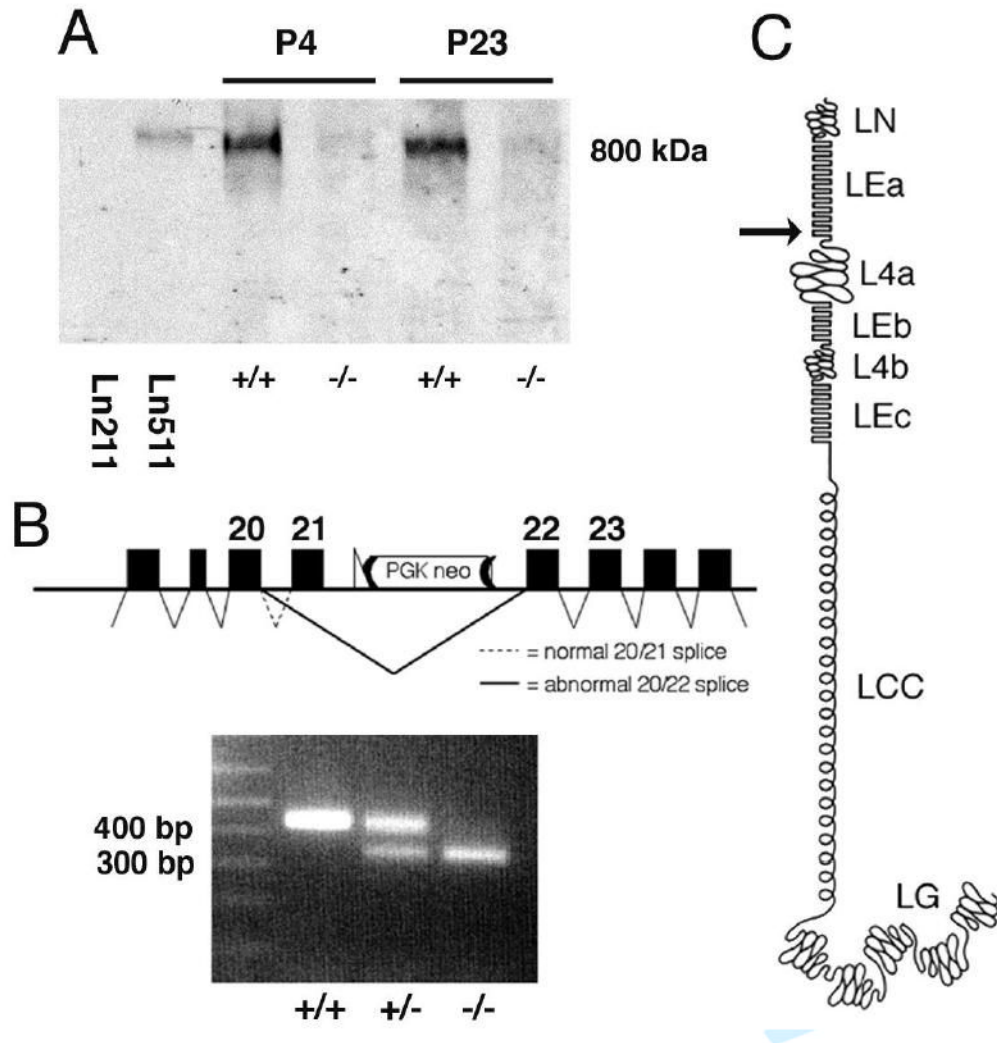 A
P4
P23
800 kDa
+/+
-/-
+/+
-/-
Ln211
Ln511
B
20
21
22
23
PGK neo
= normal 20/21 splice
= abnormal 20/22 splice
400 bp
300 bp
+/+
+/-
-/-
C
LN
LEa
L4a
LEb
L4b
LEc
LCC
LG